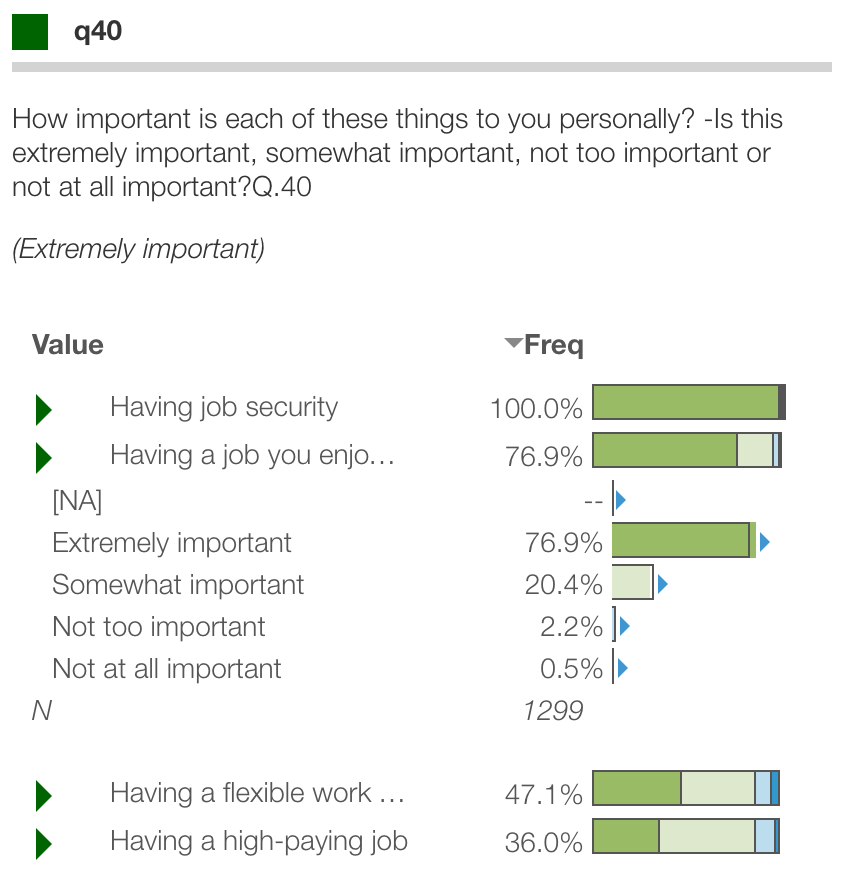 q40
How important is each of these things to you personally? -Is this
extremely important, somewhat important, not too important or
not at all important?Q.40
(Extremely important)
Value Freq
Having job security 100.0%
Having a job you enjo... 76.9%
[NA] --
Extremely important 76.9%
Somewhat important 20.4%
Not too important 2.2%
Not at all important 0.5%
N 1299
Having a flexible work ... 47.1%
Having a high-paying job 36.0%